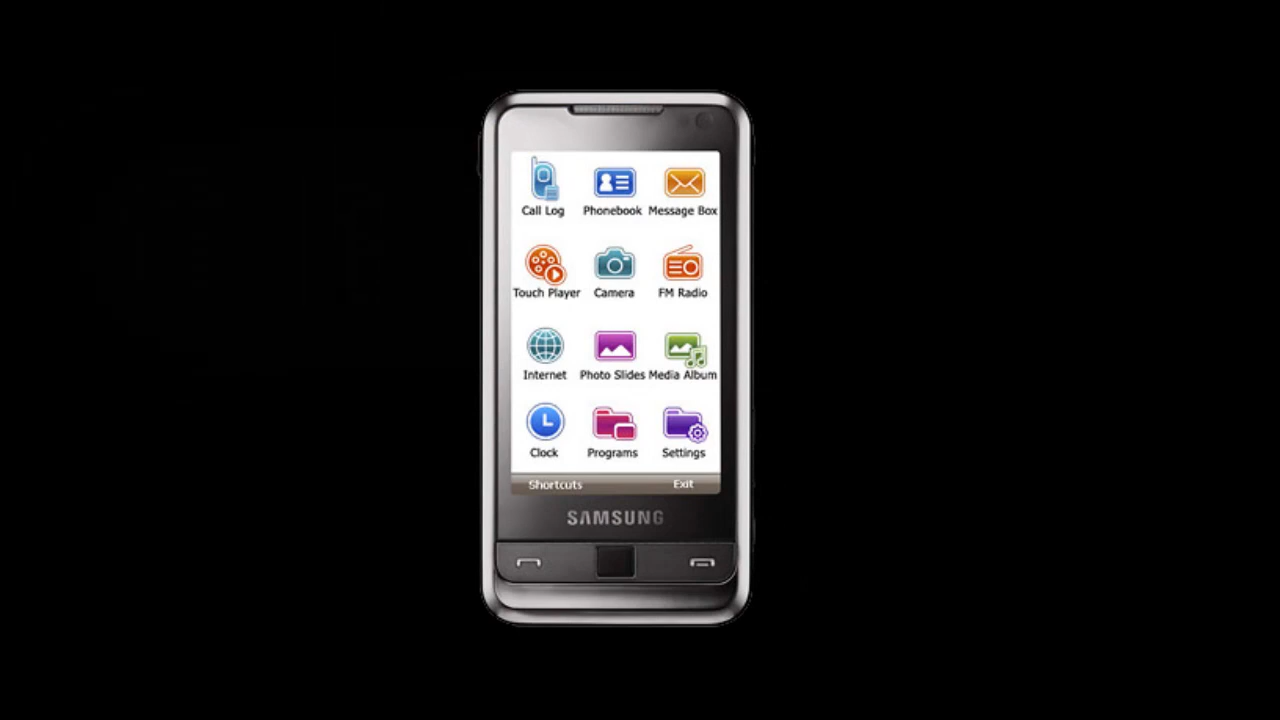 Call Log Phonebook Message Box
Touch Player Camera FM Radio
Internet Photo Slides Media Album
Clock Programs Settings
Shortcuts Exit
SAMSUNG